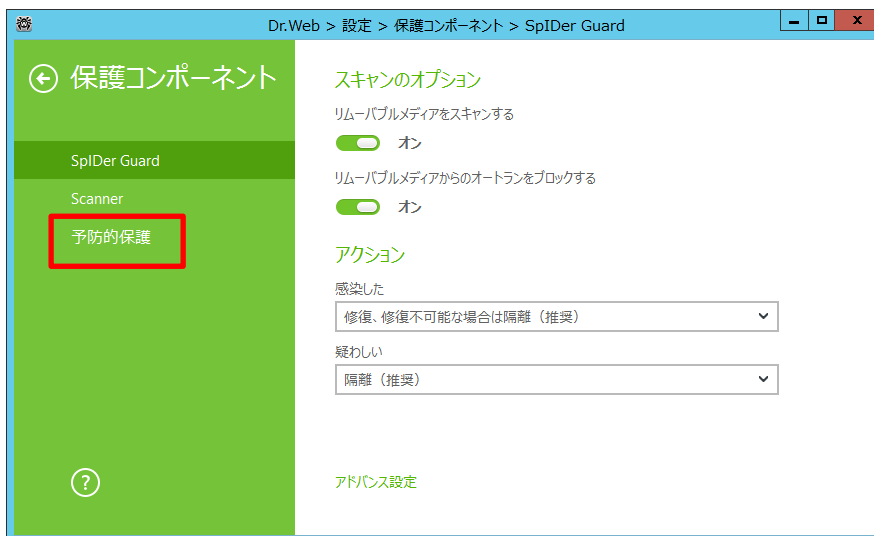 Dr.Web > 設定 > 保護コンポーネント > SpIDer Guard
保護コンポーネント
SpIDer Guard
Scanner
予防的保護
?
スキャンのオプション
リムーバブルメディアをスキャンする
オン
リムーバブルメディアからのオートランをブロックする
オン
アクション
感染した
修復、修復不可能な場合は隔離（推奨）
疑わしい
隔離（推奨）
アドバンス設定